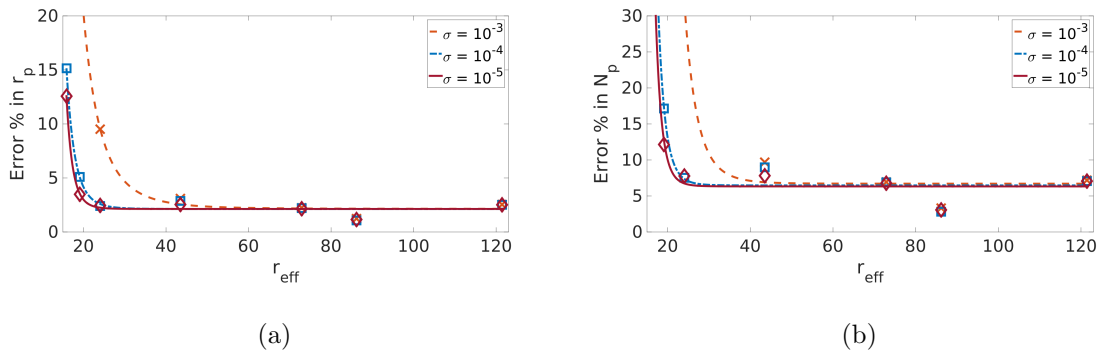 20
15
10
5
0
Error % in r_p
20 40 60 80 100 120
r_eff
σ = 10^-3
σ = 10^-4
σ = 10^-5
(a)
30
25
20
15
10
5
0
Error % in N_p
20 40 60 80 100 120
r_eff
σ = 10^-3
σ = 10^-4
σ = 10^-5
(b)